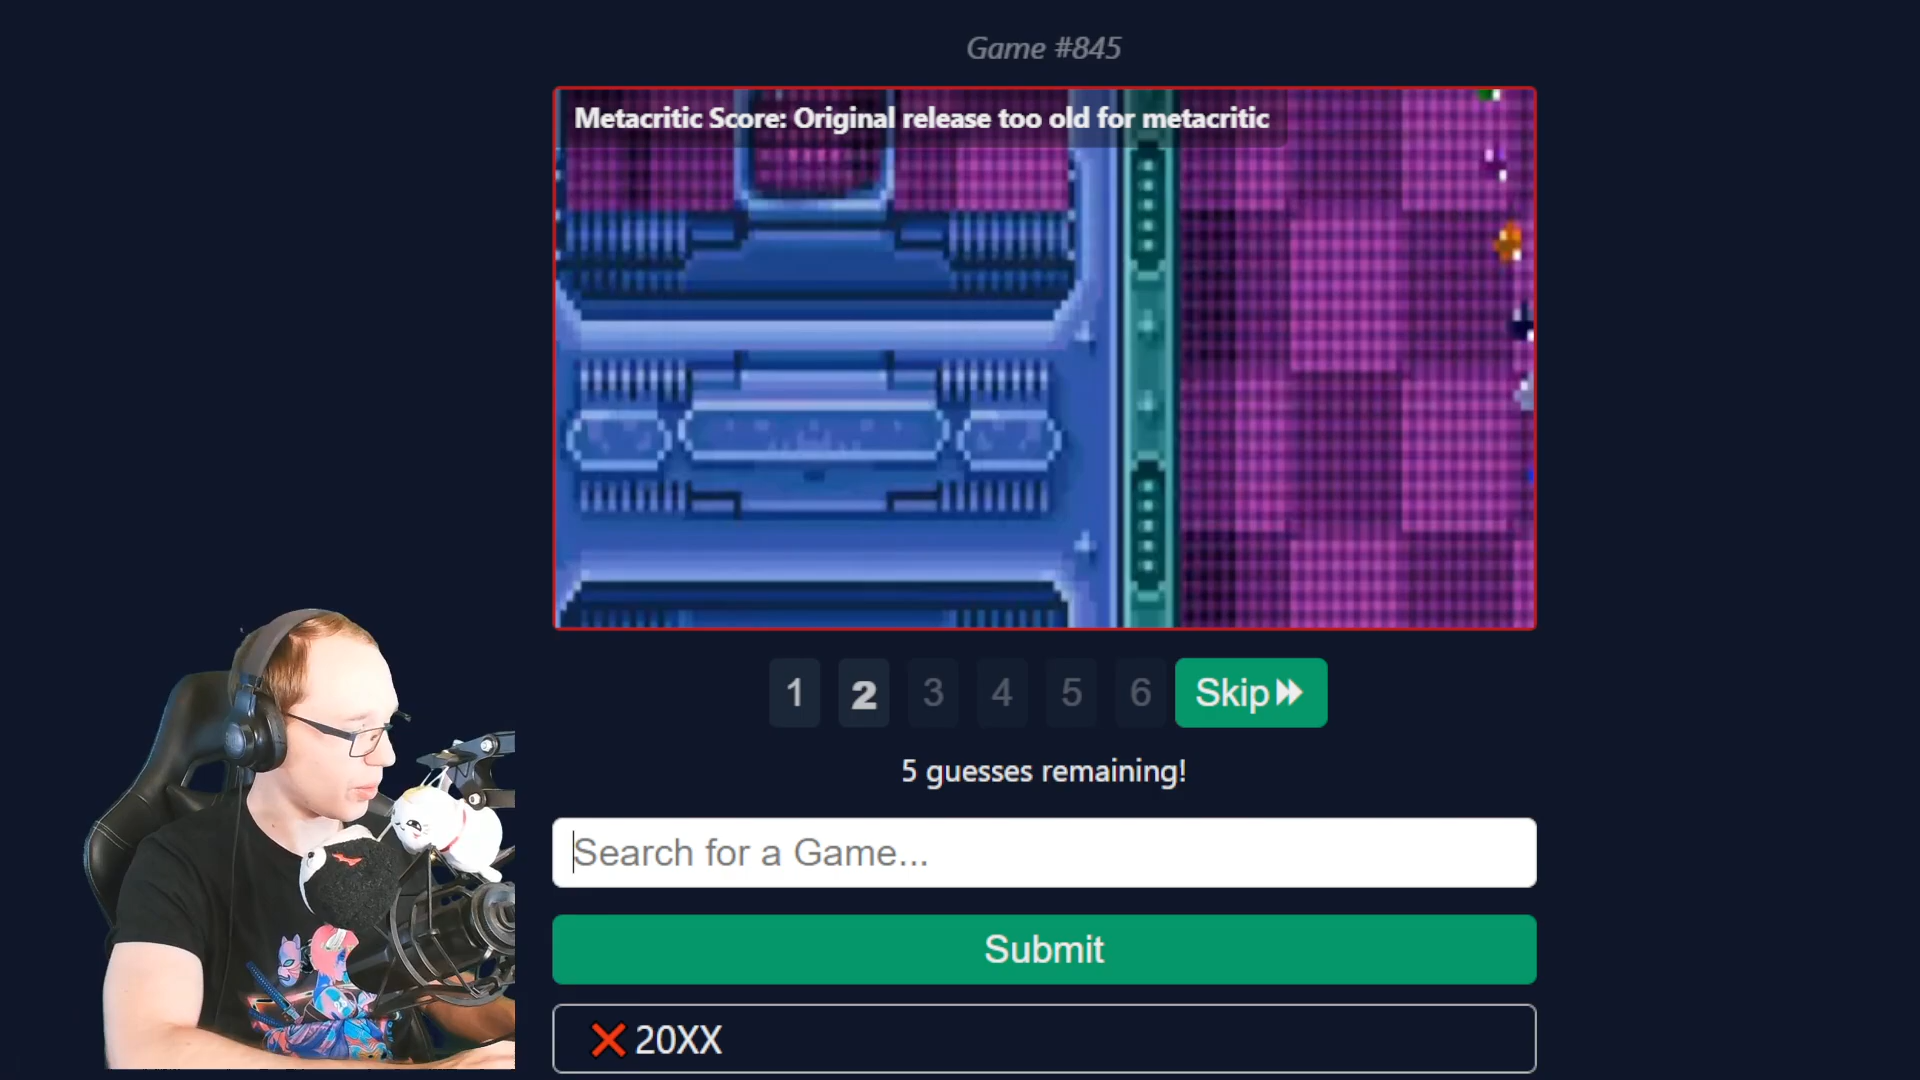 Game #845
Metacritic Score: Original release too old for metacritic
1 2 3 4 5 6 Skip
5 guesses remaining!
Search for a Game...
Submit
20XX